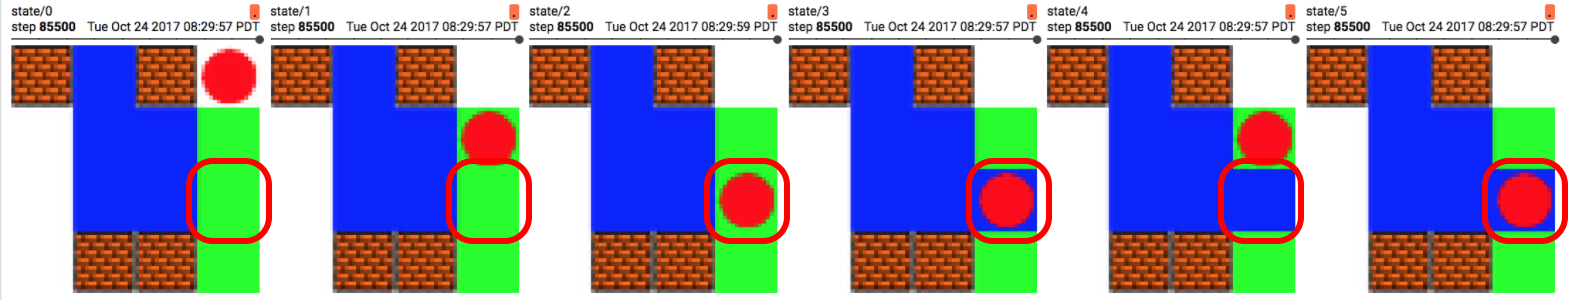 state/0
step 85500 Tue Oct 24 2017 08:29:57 PDT
state/1
step 85500 Tue Oct 24 2017 08:29:57 PDT
state/2
step 85500 Tue Oct 24 2017 08:29:59 PDT
state/3
step 85500 Tue Oct 24 2017 08:29:57 PDT
state/4
step 85500 Tue Oct 24 2017 08:29:57 PDT
state/5
step 85500 Tue Oct 24 2017 08:29:57 PDT